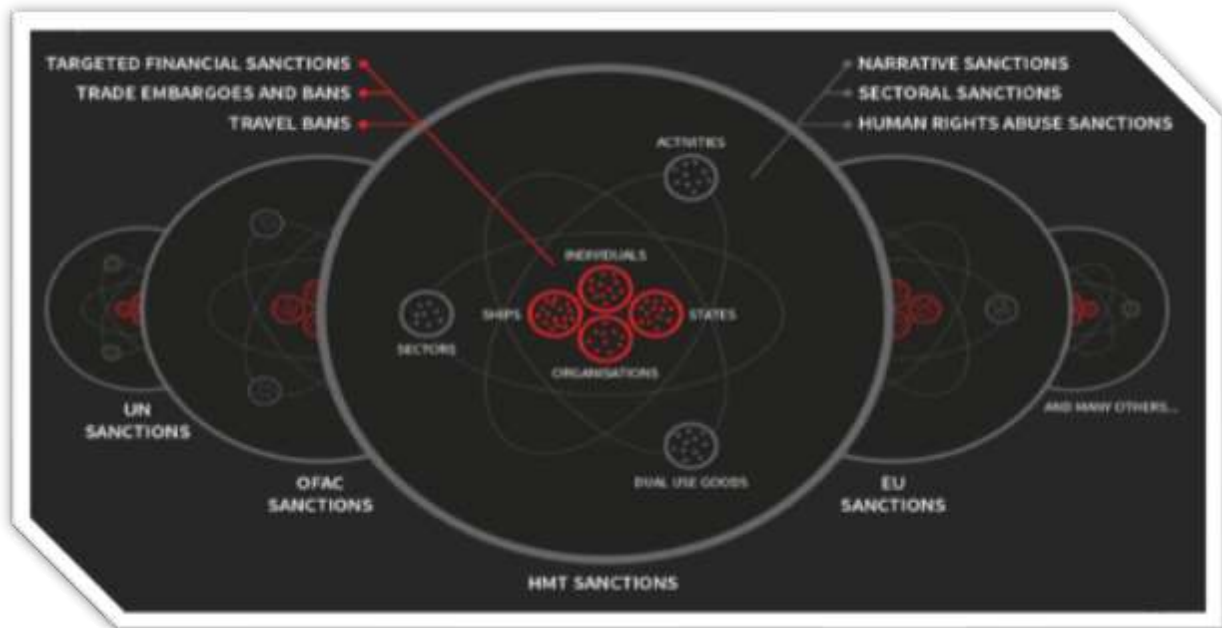 TARGETED FINANCIAL SANCTIONS
TRADE EMBARGOES AND BANS
TRAVEL BANS
NARRATIVE SANCTIONS
SECTORAL SANCTIONS
HUMAN RIGHTS ABUSE SANCTIONS
ACTIVITIES
INDIVIDUALS
SHIPS
STATES
SECTORS
ORGANISATIONS
UN
SANCTIONS
AND MANY OTHERS...
DUAL USE GOODS
OFAC
SANCTIONS
EU
SANCTIONS
HMT SANCTIONS